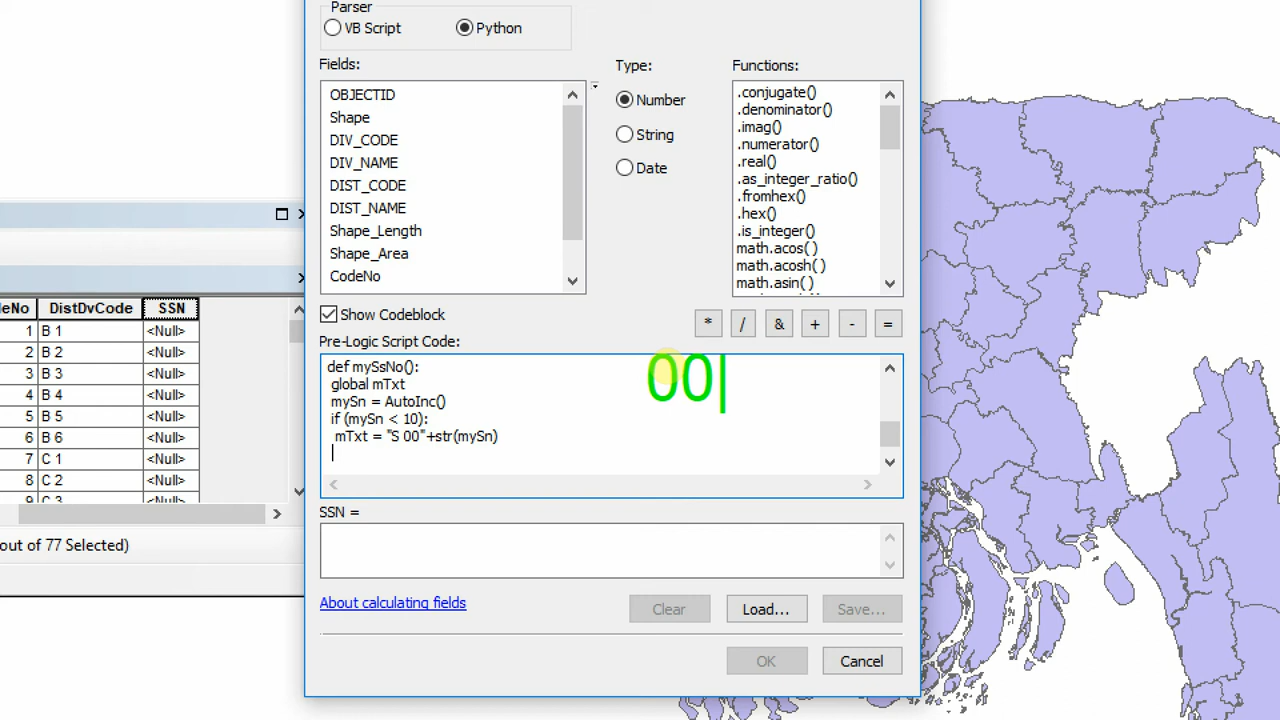 Parser
VB Script Python
Fields:
OBJECTID
Shape
DIV_CODE
DIV_NAME
DIST_CODE
DIST_NAME
Shape_Length
Shape_Area
CodeNo
Type:
Number
String
Date
Functions:
.conjugate()
.denominator()
.imag()
.numerator()
.real()
.as_integer_ratio()
.fromhex()
.hex()
.is_integer()
math.acos( )
math.acosh( )
math.asin( )
Show Codeblock
* / & + - =
Pre-Logic Script Code:
def mySsNo():
global mTxt
mySn = AutoInc()
if (mySn < 10):
mTxt = "S 00"+str(mySn)
00|
SSN =
About calculating fields
Clear Load... Save...
OK Cancel
leNo DistDvCode SSN
1 B 1 <Null>
2 B 2 <Null>
3 B 3 <Null>
4 B 4 <Null>
5 B 5 <Null>
6 B 6 <Null>
7 C 1 <Null>
8 C 2 <Null>
9 C 3 <Null>
out of 77 Selected)